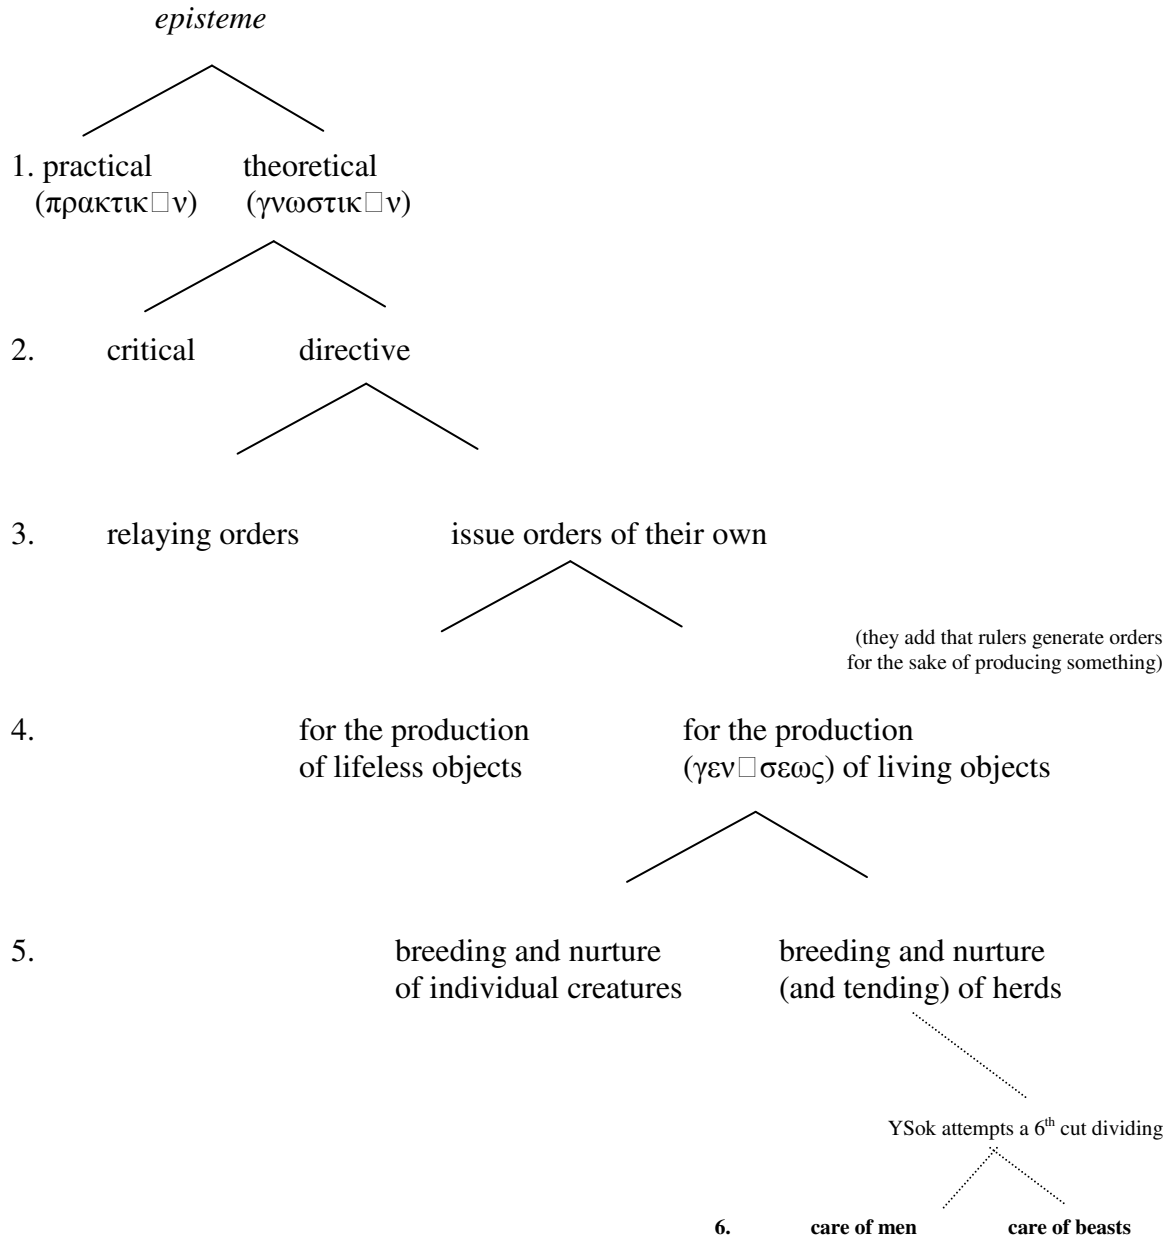 episteme
1. practical theoretical
(πρακτικ□ν) (γνωστικ□ν)
2. critical directive
3. relaying orders issue orders of their own
(they add that rulers generate orders
for the sake of producing something)
4. for the production for the production
of lifeless objects (γεν□σεως) of living objects
5. breeding and nurture breeding and nurture
of individual creatures (and tending) of herds
YSok attempts a 6th cut dividing
6. care of men care of beasts